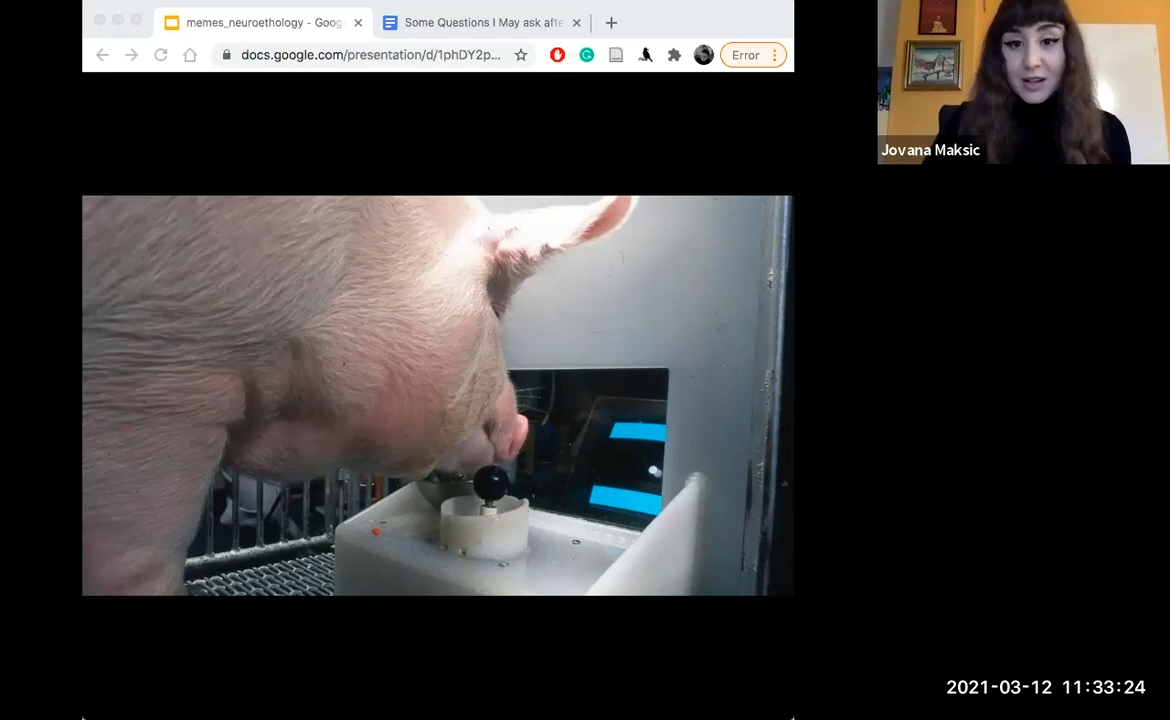 memes_neuroethology - Goog
Some Questions I May ask afte
docs.google.com/presentation/d/1phDY2p...
Error
Jovana Maksic
2021-03-12 11:33:24